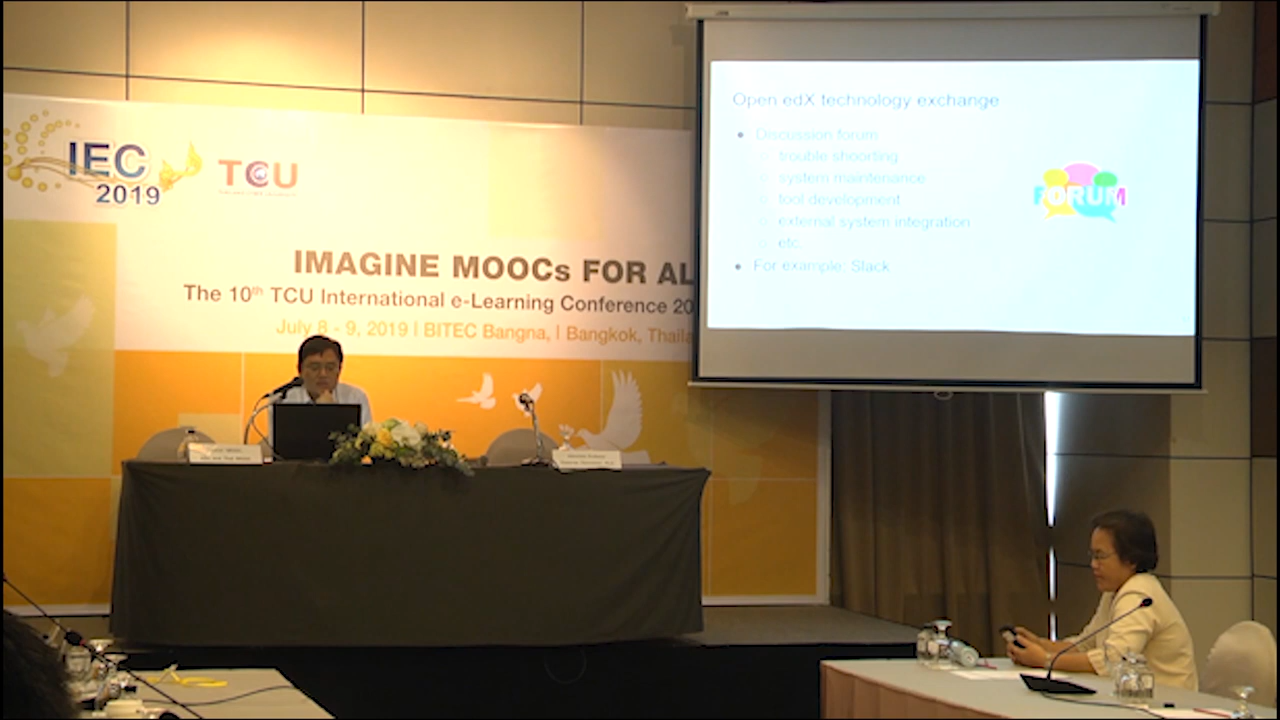 IEC
2019
TCU
IMAGINE MOOCs FOR AL
The 10th TCU International e-Learning Conference 20
July 8 - 9, 2019 | BITEC Bangna, | Bangkok, Thaila
Open edX technology exchange
Discussion forum
trouble shoorting
system maintenance
tool development
external system integration
etc
For example: Slack
FORUM